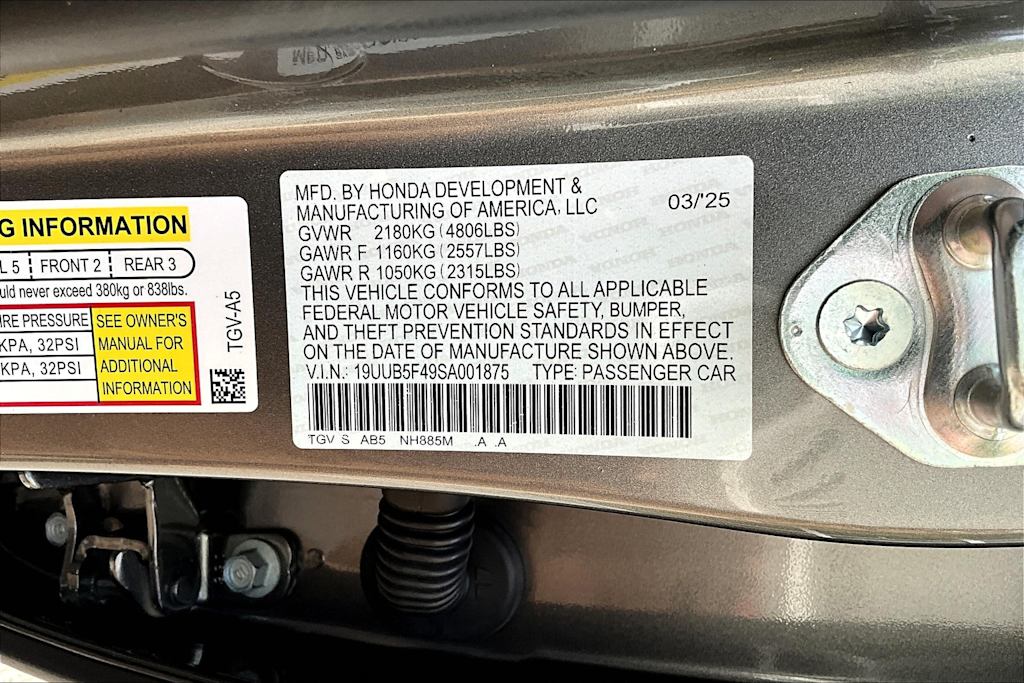 G INFORMATION
L 5 FRONT 2 REAR 3
uld never exceed 380kg or 838lbs.
IRE PRESSURE
KPA, 32PSI
KPA, 32PSI
SEE OWNER'S
MANUAL FOR
ADDITIONAL
INFORMATION
TGV-A5
MFD. BY HONDA DEVELOPMENT &
MANUFACTURING OF AMERICA, LLC 03/'25
GVWR 2180KG(4806LBS)
GAWR F 1160KG(2557LBS)
GAWR R 1050KG(2315LBS)
THIS VEHICLE CONFORMS TO ALL APPLICABLE
FEDERAL MOTOR VEHICLE SAFETY, BUMPER,
AND THEFT PREVENTION STANDARDS IN EFFECT
ON THE DATE OF MANUFACTURE SHOWN ABOVE.
V.I.N.: 19UUB5F49SA001875 TYPE: PASSENGER CAR
TGV S AB5 NH885M .A .A